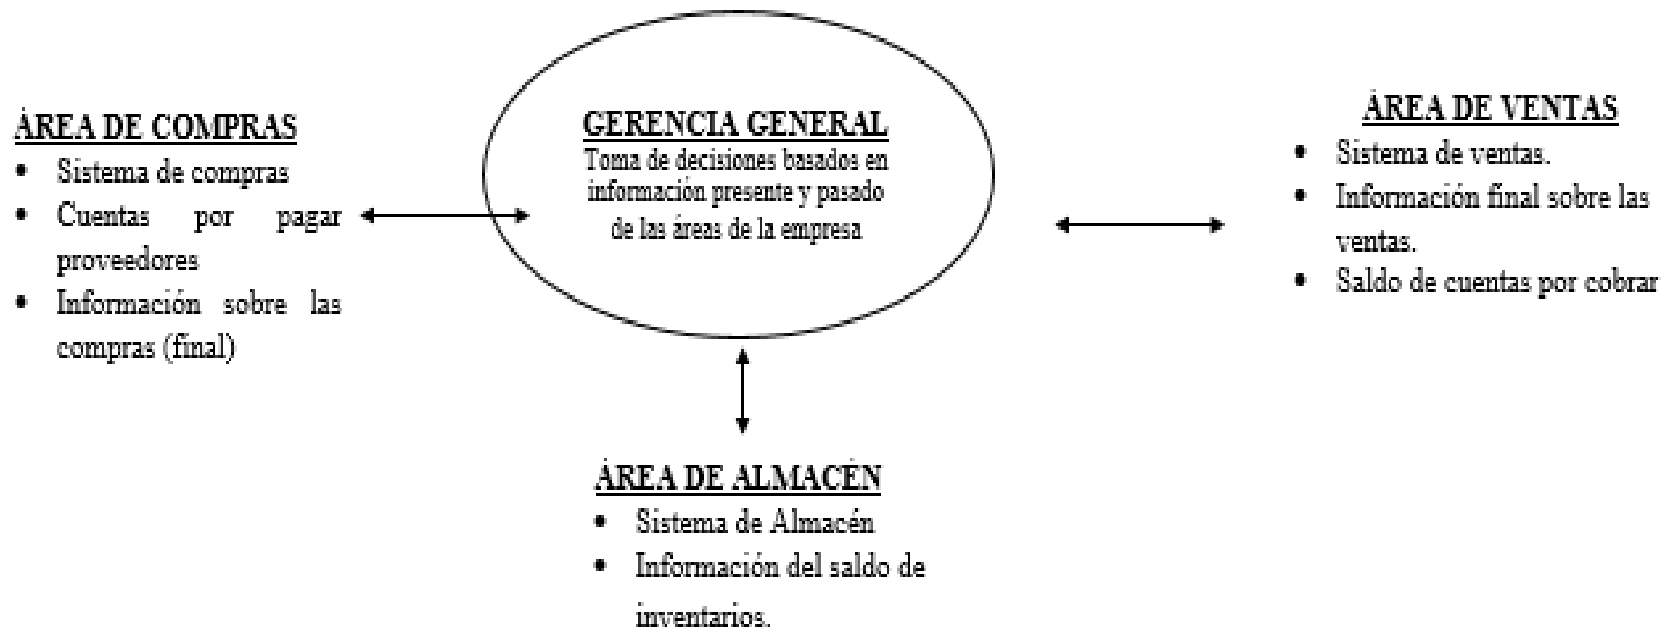 ÁREA DE COMPRAS
• Sistema de compras
• Cuentas por pagar
proveedores
• Información sobre las
compras (final)
GERENCIA GENERAL
Toma de decisiones basados en
información presente y pasado
de las áreas de la empresa
ÁREA DE VENTAS
• Sistema de ventas.
• Información final sobre las
ventas.
• Saldo de cuentas por cobrar
ÁREA DE ALMACÉN
• Sistema de Almacén
• Información del saldo de
inventarios.